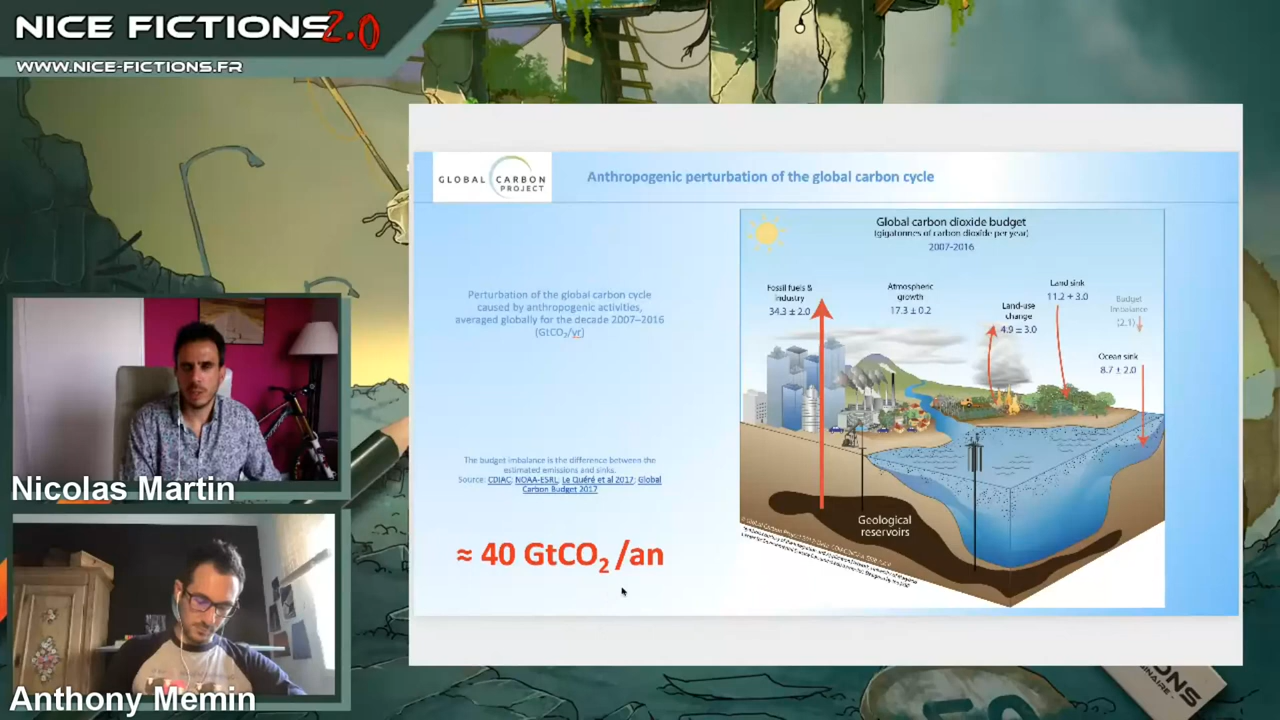 NICE FICTIONS 2.0
WWW.NICE-FICTIONS.FR
GLOBAL CARBON
PROJECT
Anthropogenic perturbation of the global carbon cycle
Perturbation of the global carbon cycle
caused by anthropogenic activities,
averaged globally for the decade 2007–2016
(GtCO₂/yr)
The budget imbalance is the difference between the
estimated emissions and sinks.
Source: CDIAC; NOAA-ESRL; Le Quéré et al 2017; Global
Carbon Budget 2017
≈ 40 GtCO₂ /an
Global carbon dioxide budget
(gigatonnes of carbon dioxide per year)
2007-2016
Fossil fuels &
industry
34.3 ± 2.0
Atmospheric
growth
17.3 ± 0.2
Land-use
change
4.9 ± 3.0
Land sink
11.2 ± 3.0
Budget
Imbalance
(2.1)
Ocean sink
8.7 ± 2.0
Geological
reservoirs
Nicolas Martin
Anthony Memin